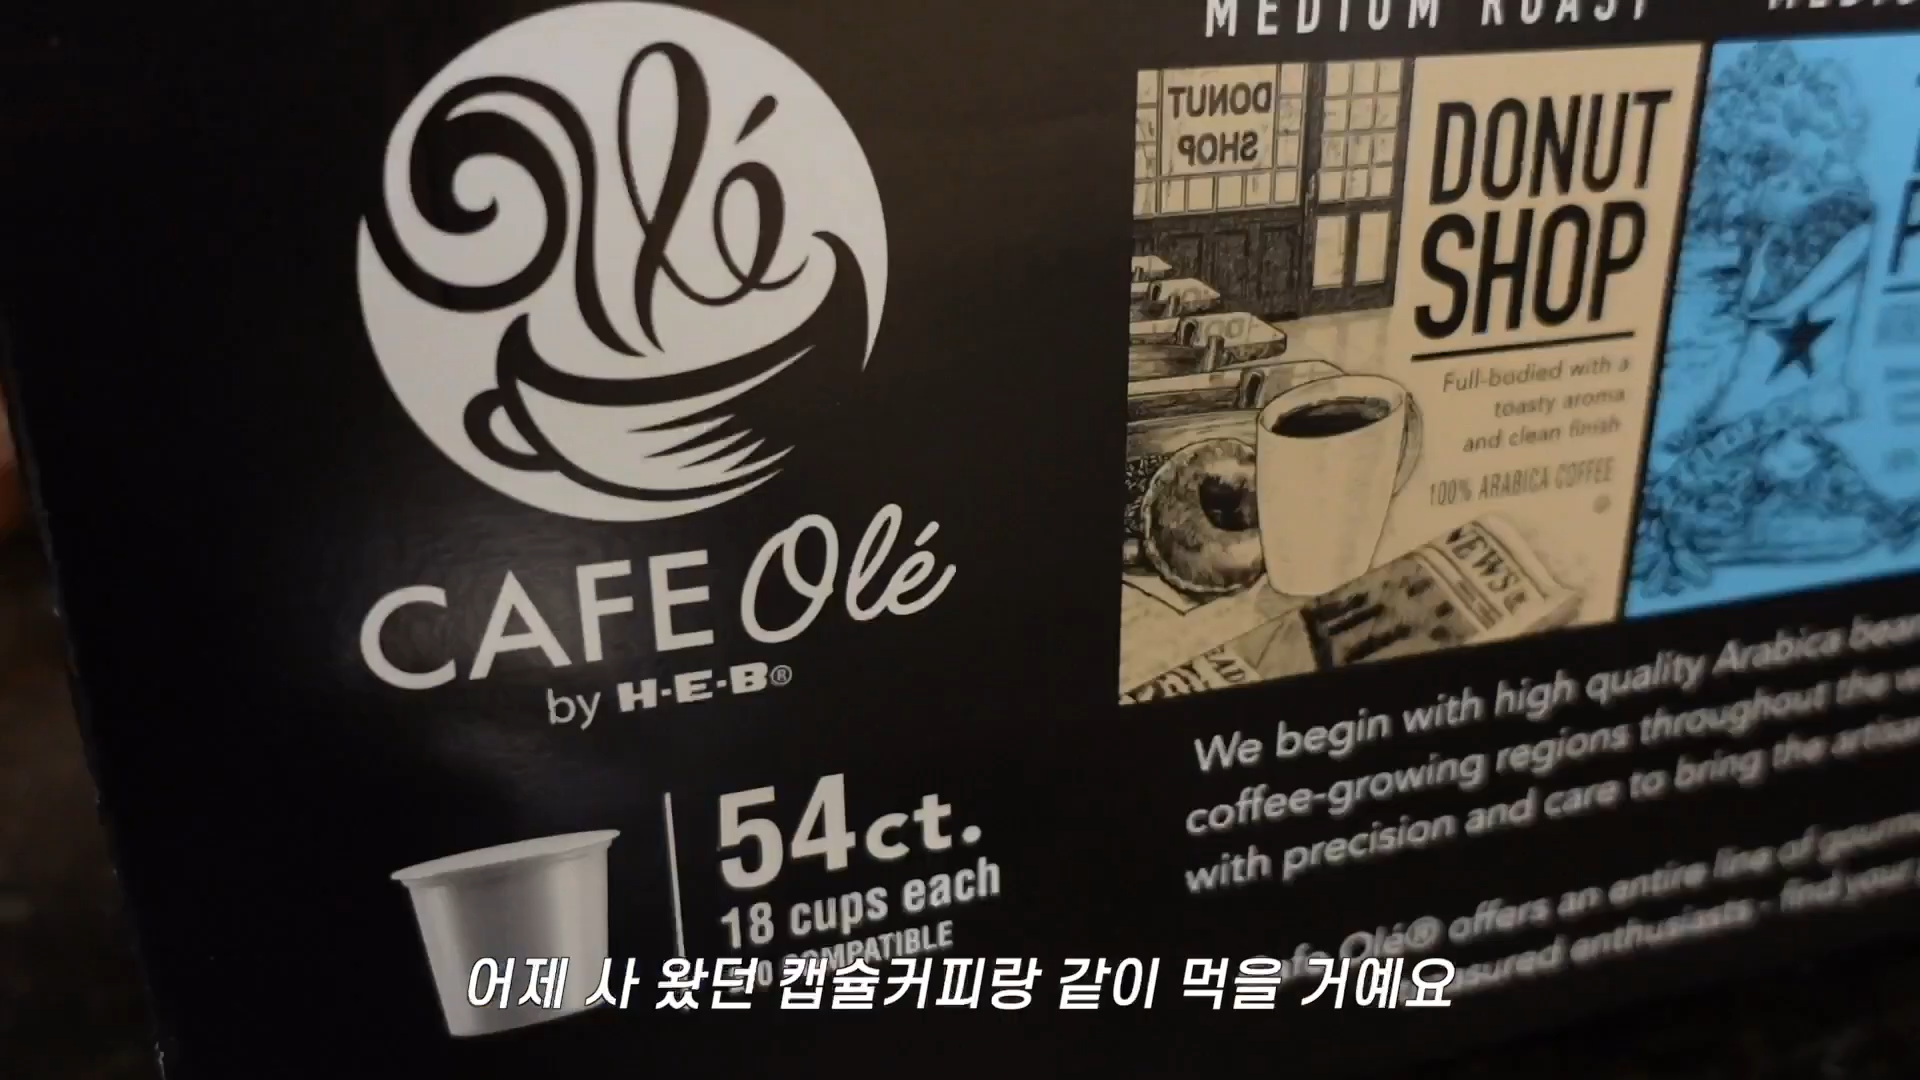 Olé
CAFE Olé
by H-E-B®
54ct.
18 cups each
COMPATIBLE
MEDIUM ROAST
DONUT
SHOP
DONUT
SHOP
Full-bodied with a
toasty aroma
and clean finish
100% ARABICA COFFEE
NEWS &
We begin with high quality Arabica
coffee-growing regions throughout the
with precision and care to bring the
Olé® offers an entire line of
enthusiasts - find your
어제 사 왔던 캡슐커피랑 같이 먹을 거예요